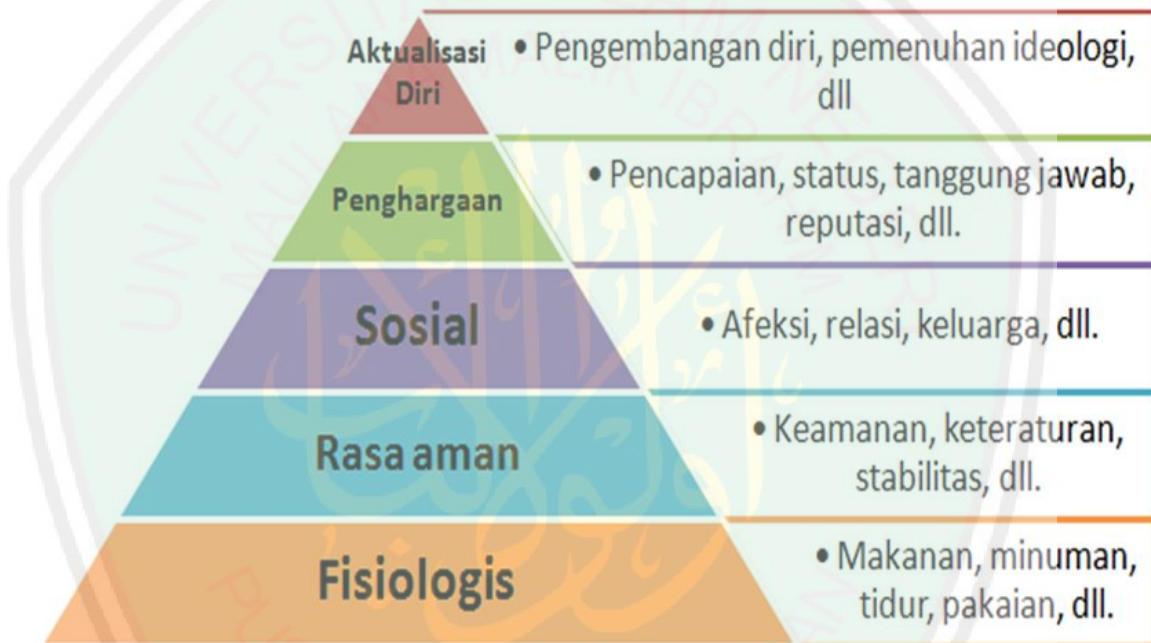 Aktualisasi
Diri
• Pengembangan diri, pemenuhan ideologi,
dll
Penghargaan
• Pencapaian, status, tanggung jawab,
reputasi, dll.
Sosial
• Afeksi, relasi, keluarga, dll.
Rasa aman
• Keamanan, keteraturan,
stabilitas, dll.
Fisiologis
• Makanan, minuman,
tidur, pakaian, dll.